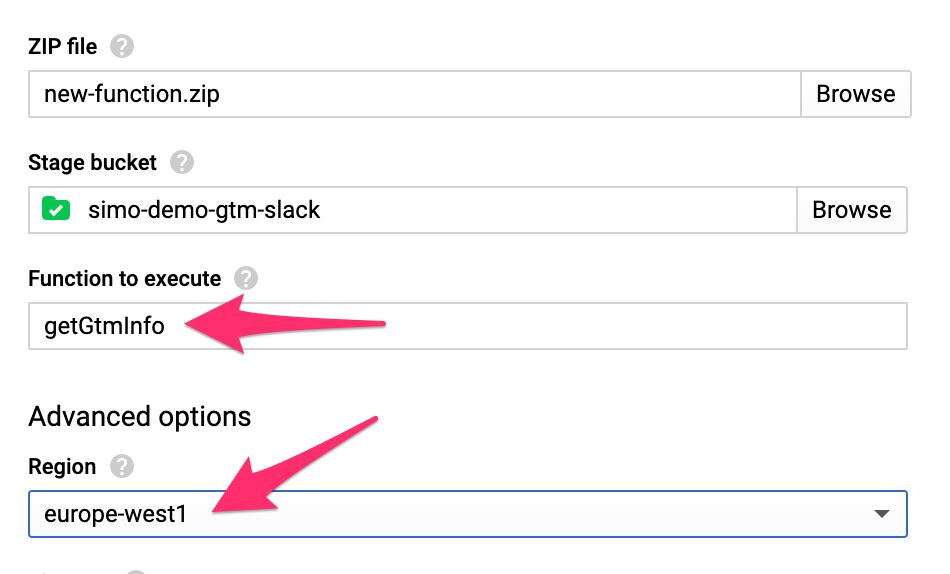 ZIP file
new-function.zip
Browse
Stage bucket
simo-demo-gtm-slack
Browse
Function to execute
getGtmInfo
Advanced options
Region
europe-west1